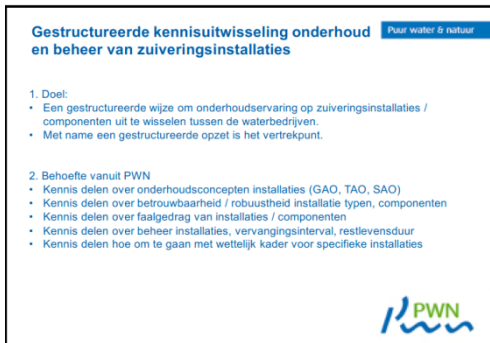 Gestructureerde kennisuitwisseling onderhoud
en beheer van zuiveringsinstallaties
Puur water & natuur
1. Doel:
• Een gestructureerde wijze om onderhoudservaring op zuiveringsinstallaties /
componenten uit te wisselen tussen de waterbedrijven.
• Met name een gestructureerde opzet is het vertrekpunt.
2. Behoefte vanuit PWN
• Kennis delen over onderhoudsconcepten installaties (GAO, TAO, SAO)
• Kennis delen over betrouwbaarheid / robuustheid installatie typen, componenten
• Kennis delen over faalgedrag van installaties / componenten
• Kennis delen over beheer installaties, vervangingsinterval, restlevensduur
• Kennis delen hoe om te gaan met wettelijk kader voor specifieke installaties
PWN